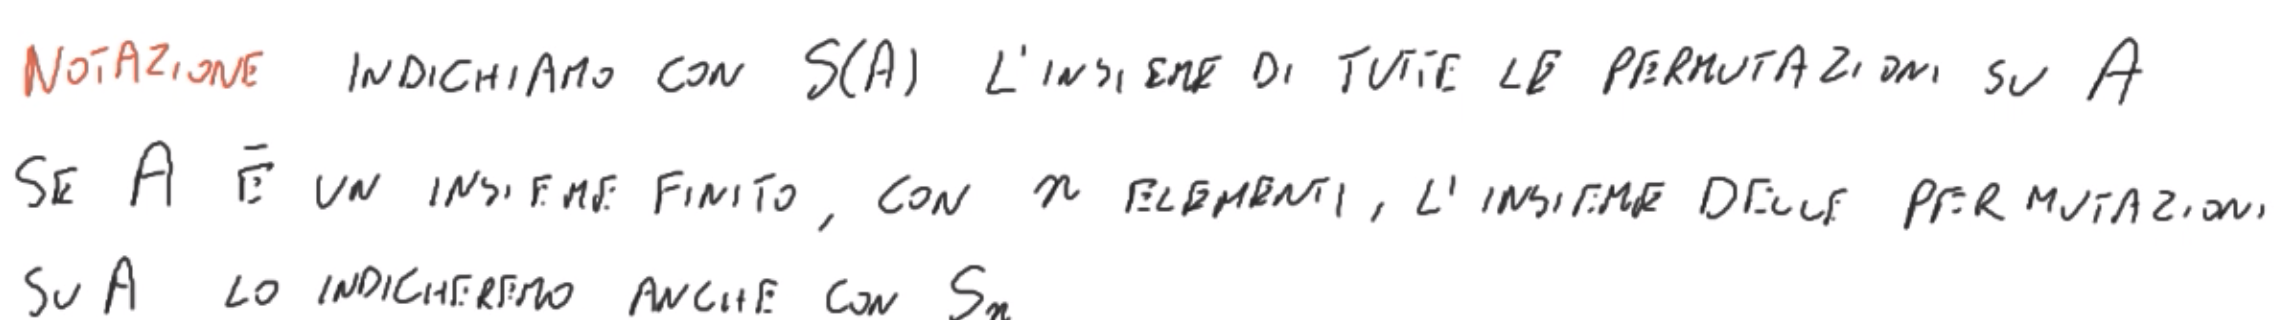 NOTAZIONE INDICHIAMO CON S(A) L'INSIEME DI TUTTE LE PERMUTAZIONI SU A
SE A È UN INSIEME FINITO, CON n ELEMENTI, L'INSIEME DELLE PERMUTAZIONI
SU A LO INDICHEREMO ANCHE CON Sₙ